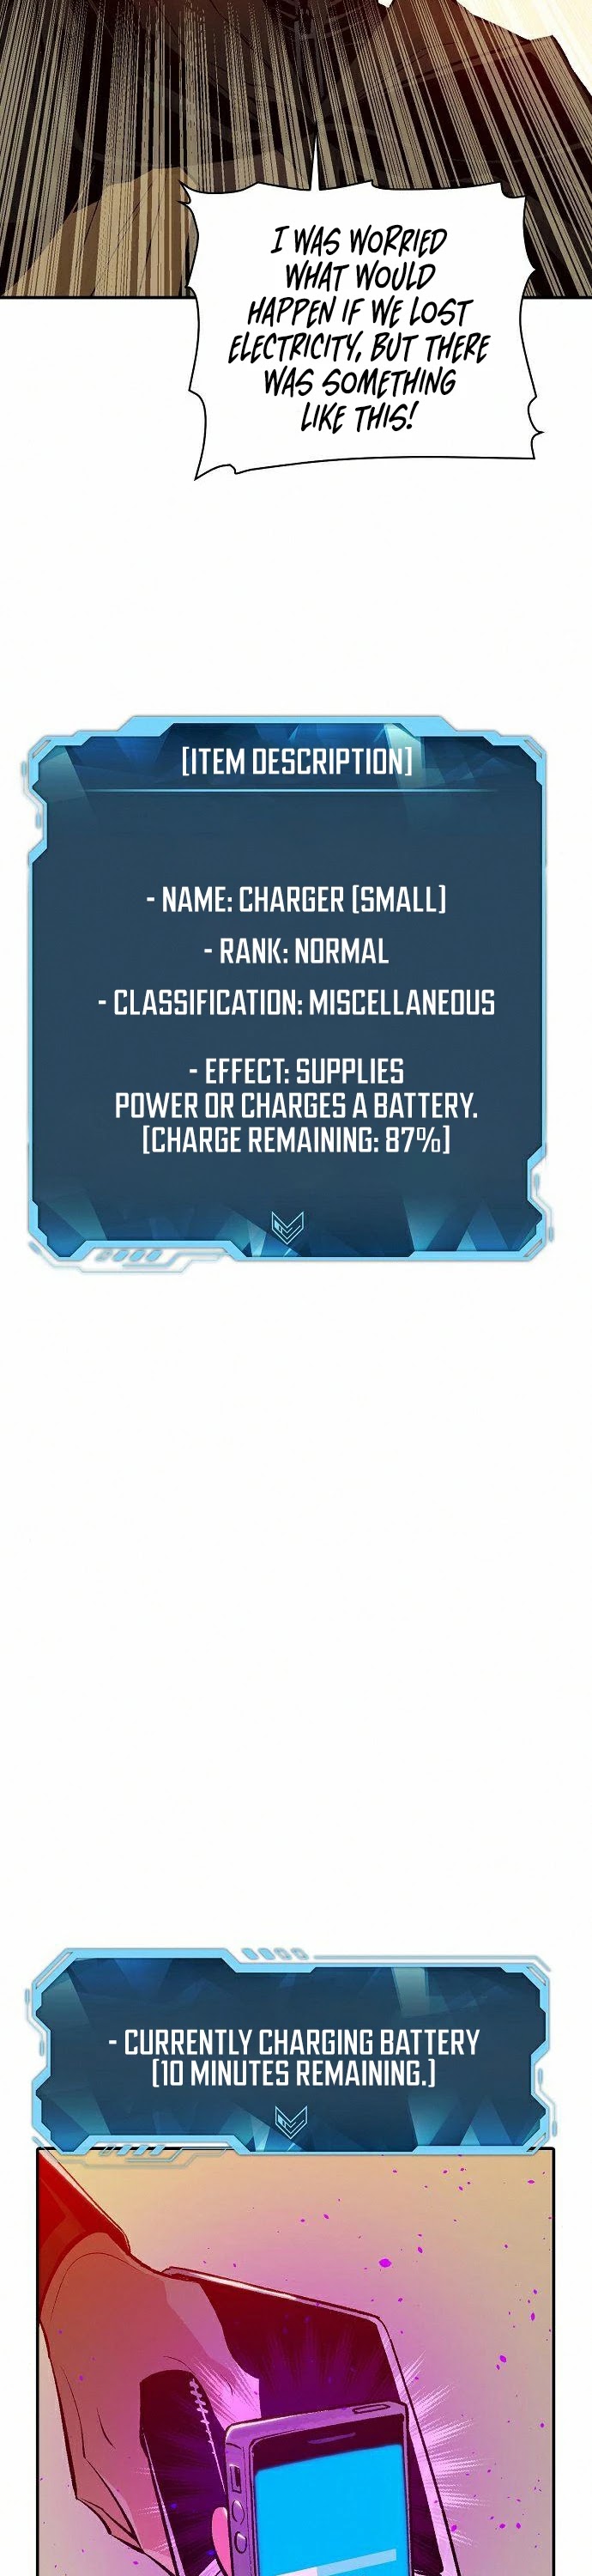 I WAS WORRIED
WHAT WOULD
HAPPEN IF WE LOST
ELECTRICITY, BUT THERE
WAS SOMETHING
LIKE THIS!
[ITEM DESCRIPTION]
- NAME: CHARGER [SMALL]
- RANK: NORMAL
- CLASSIFICATION: MISCELLANEOUS
- EFFECT: SUPPLIES
POWER OR CHARGES A BATTERY.
[CHARGE REMAINING: 87%]
- CURRENTLY CHARGING BATTERY
[10 MINUTES REMAINING.]